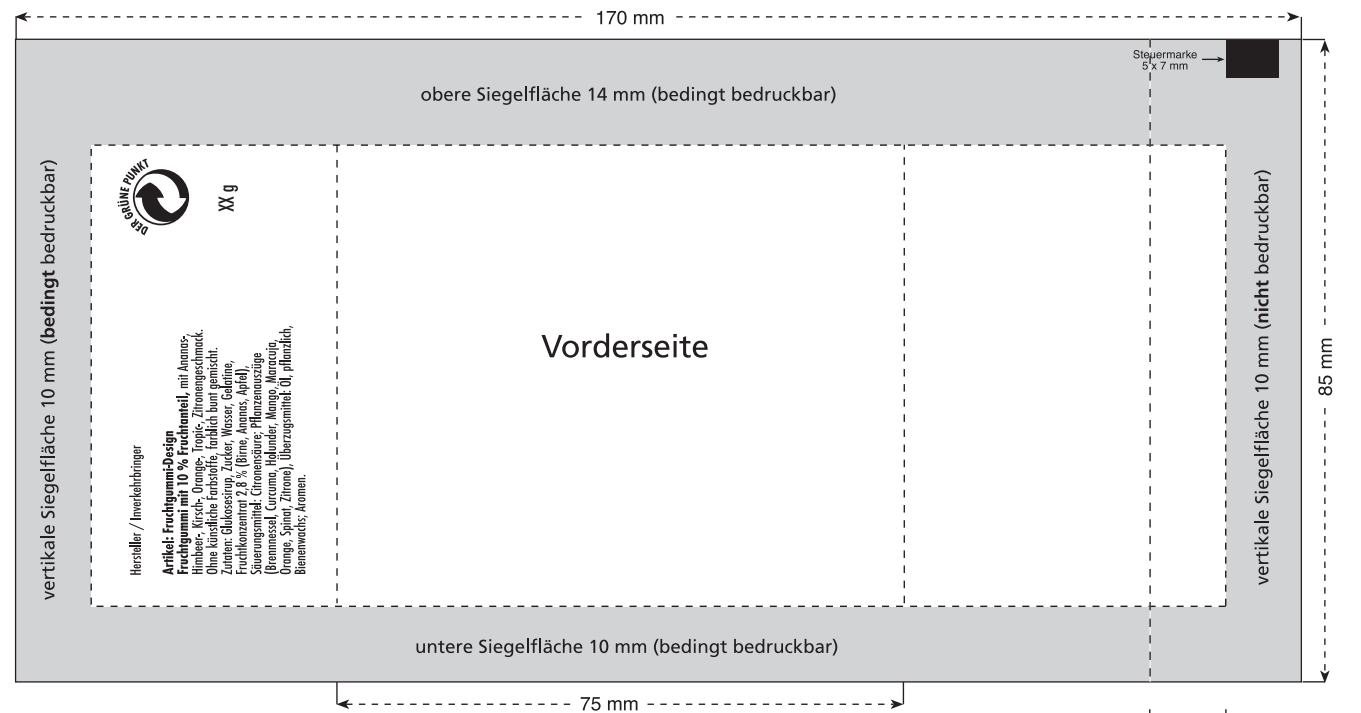 170 mm
Steuermarke
5 x 7 mm
obere Siegelfläche 14 mm (bedingt bedruckbar)
vertikale Siegelfläche 10 mm (bedingt bedruckbar)
DER GRÜNE PUNKT
XX g
Hersteller / Inverkehrbringer
Artikel: Fruchtgummi-Design
Fruchtgummi mit 10 % Fruchtanteil, mit Ananas-,
Himbeer-, Kirsch-, Orange-, Tropic-, Zitronengeschmack.
Ohne künstliche Farbstoffe, farblich bunt gemischt.
Zutaten: Glukosesirup, Zucker, Wasser, Gelatine,
Fruchtkonzentrat 2,8 % (Birne, Ananas, Apfel),
Säuerungsmittel: Citronensäure; Pflanzenauszüge
(Brennnessel, Curcuma, Holunder, Mango, Maracuja,
Orange, Spinat, Zitrone), Überzugsmittel: Öl, pflanzlich,
Bienenwachs; Aromen.
Vorderseite
vertikale Siegelfläche 10 mm (nicht bedruckbar)
85 mm
untere Siegelfläche 10 mm (bedingt bedruckbar)
75 mm